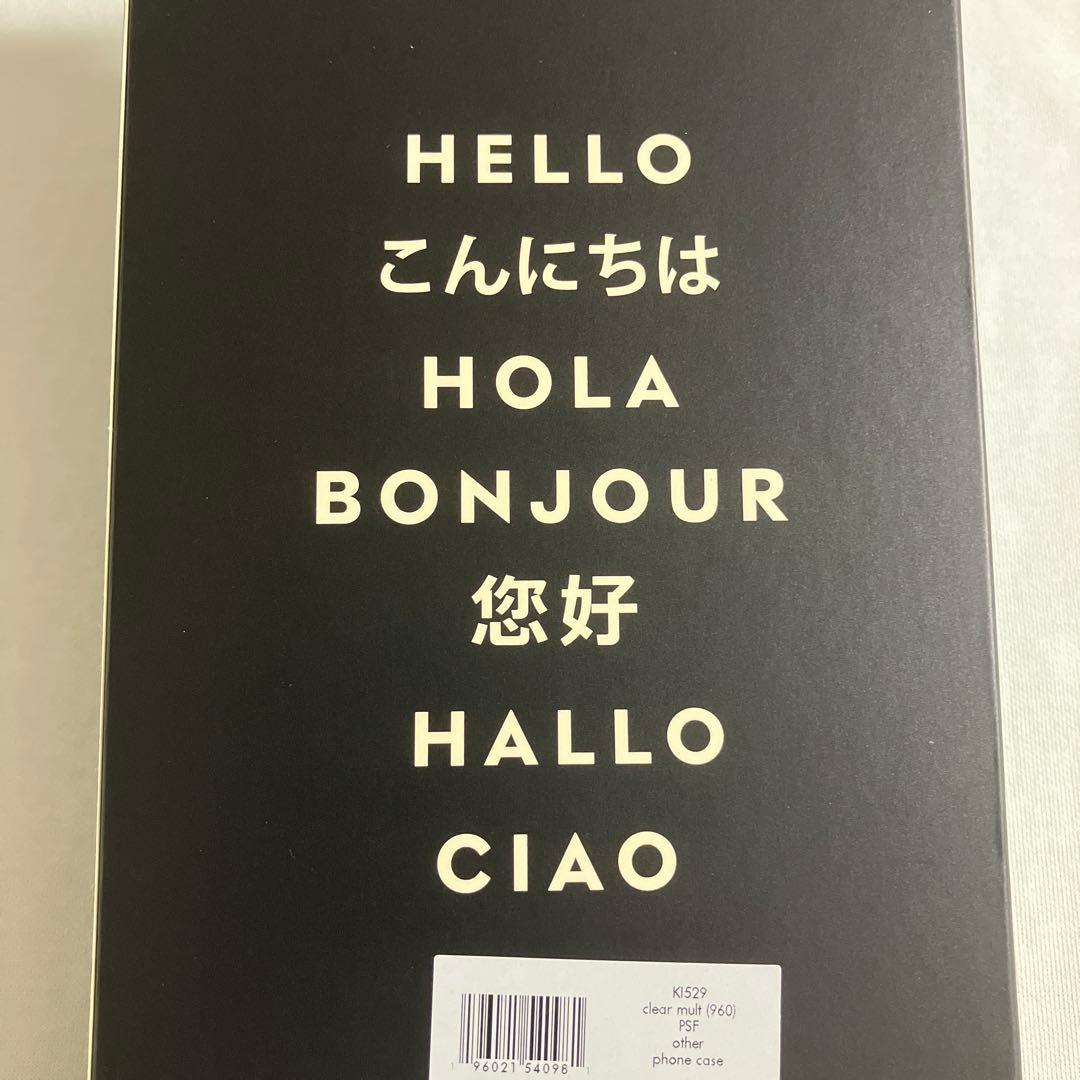 HELLO
こんにちは
HOLA
BONJOUR
您好
HALLO
CIAO
KI529
clear mult (960)
PSF
other
phone case
1 96021 54098 1